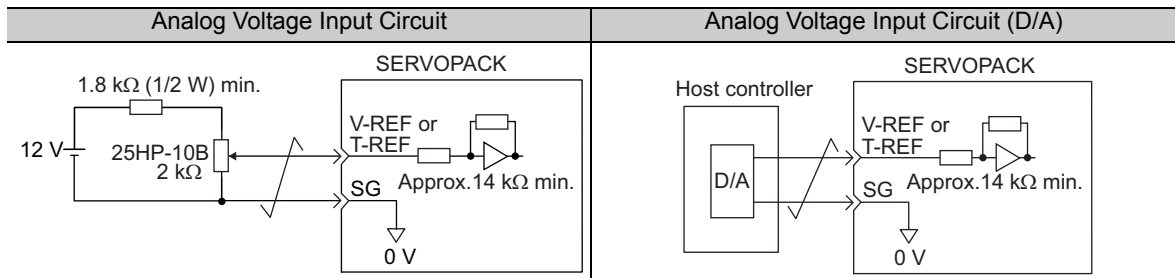 Analog Voltage Input Circuit
SERVOPACK
1.8 kΩ (1/2 W) min.
V-REF or
T-REF
12 V
25HP-10B
2 kΩ
Approx.14 kΩ min.
SG
0 V
Analog Voltage Input Circuit (D/A)
SERVOPACK
Host controller
V-REF or
T-REF
D/A
Approx.14 kΩ min.
SG
0 V